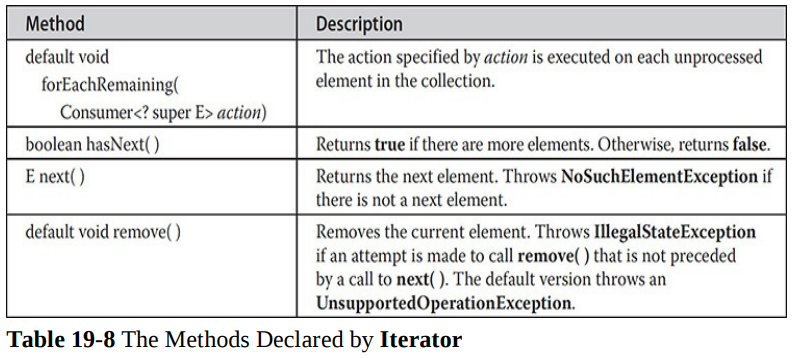 Method Description
default void
forEachRemaining(
Consumer<? super E> action)
The action specified by action is executed on each unprocessed
element in the collection.
boolean hasNext( )
Returns true if there are more elements. Otherwise, returns false.
E next( )
Returns the next element. Throws NoSuchElementException if
there is not a next element.
default void remove( )
Removes the current element. Throws IllegalStateException
if an attempt is made to call remove( ) that is not preceded
by a call to next( ). The default version throws an
UnsupportedOperationException.
Table 19-8 The Methods Declared by Iterator